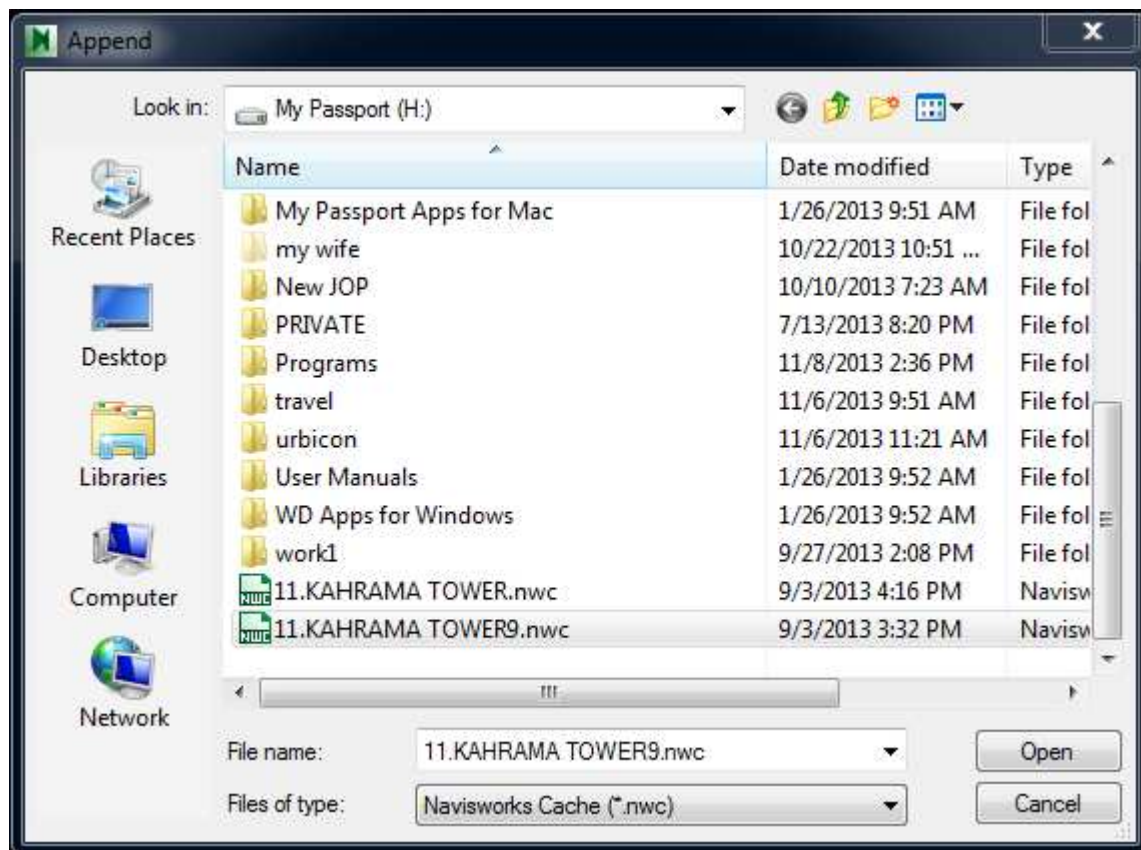 Append
Look in: My Passport (H:)
Name Date modified Type
My Passport Apps for Mac 1/26/2013 9:51 AM File fol
my wife 10/22/2013 10:51 ... File fol
New JOP 10/10/2013 7:23 AM File fol
PRIVATE 7/13/2013 8:20 PM File fol
Programs 11/8/2013 2:36 PM File fol
travel 11/6/2013 9:51 AM File fol
urbicon 11/6/2013 11:21 AM File fol
User Manuals 1/26/2013 9:52 AM File fol
WD Apps for Windows 1/26/2013 9:52 AM File fol
work1 9/27/2013 2:08 PM File fol
NWC 11.KAHRAMA TOWER.nwc 9/3/2013 4:16 PM Navisw
NWC 11.KAHRAMA TOWER9.nwc 9/3/2013 3:32 PM Navisw
Recent Places
Desktop
Libraries
Computer
Network
File name: 11.KAHRAMA TOWER9.nwc Open
Files of type: Navisworks Cache (*.nwc) Cancel